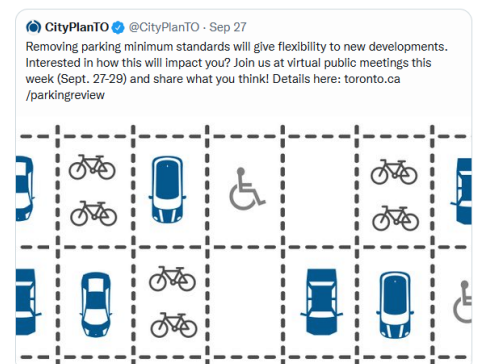 CityPlanTO @CityPlanTO · Sep 27
Removing parking minimum standards will give flexibility to new developments.
Interested in how this will impact you? Join us at virtual public meetings this
week (Sept. 27-29) and share what you think! Details here: toronto.ca
/parkingreview